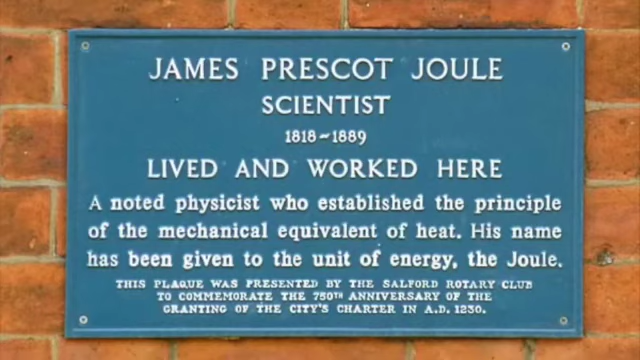 JAMES PRESCOT JOULE
SCIENTIST
1818-1889
LIVED AND WORKED HERE
A noted physicist who established the principle
of the mechanical equivalent of heat. His name
has been given to the unit of energy, the Joule.
THIS PLAQUE WAS PRESENTED BY THE SALFORD ROTARY CLUB
TO COMMEMORATE THE 750TH ANNIVERSARY OF THE
GRANTING OF THE CITY'S CHARTER IN A.D. 1230.